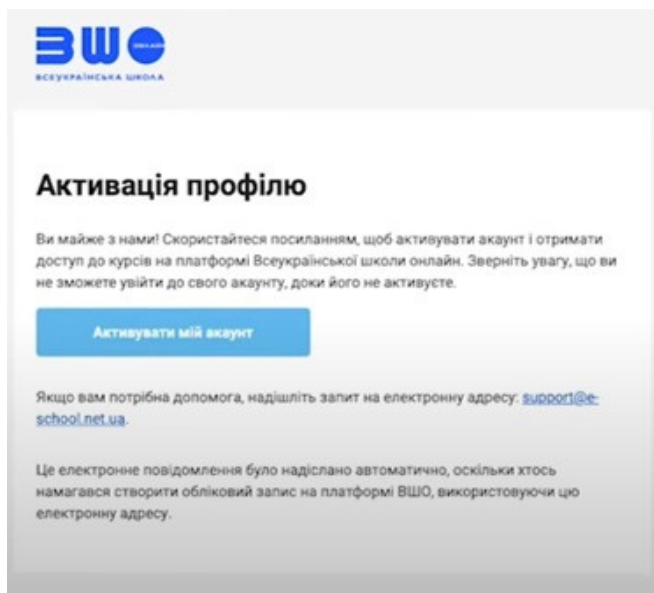 ВШО
ОНЛАЙН
ВСЕУКРАЇНСЬКА ШКОЛА
Активація профілю
Ви майже з нами! Скористайтеся посиланням, щоб активувати акаунт і отримати
доступ до курсів на платформі Всеукраїнської школи онлайн. Зверніть увагу, що ви
не зможете увійти до свого акаунту, доки його не активуєте.
Активувати мій акаунт
Якщо вам потрібна допомога, надішліть запит на електронну адресу: support@e-
school.net.ua.
Це електронне повідомлення було надіслано автоматично, оскільки хтось
намагався створити обліковий запис на платформі ВШО, використовуючи цю
електронну адресу.